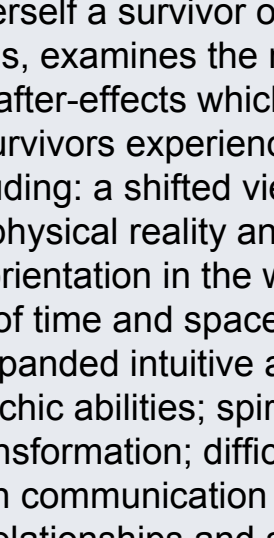 erself a survivor o
s, examines the
after-effects which
urvivors experienc
uding: a shifted vie
physical reality an
orientation in the w
of time and space
panded intuitive a
chic abilities; spir
nsformation; diffic
n communication
elationships and